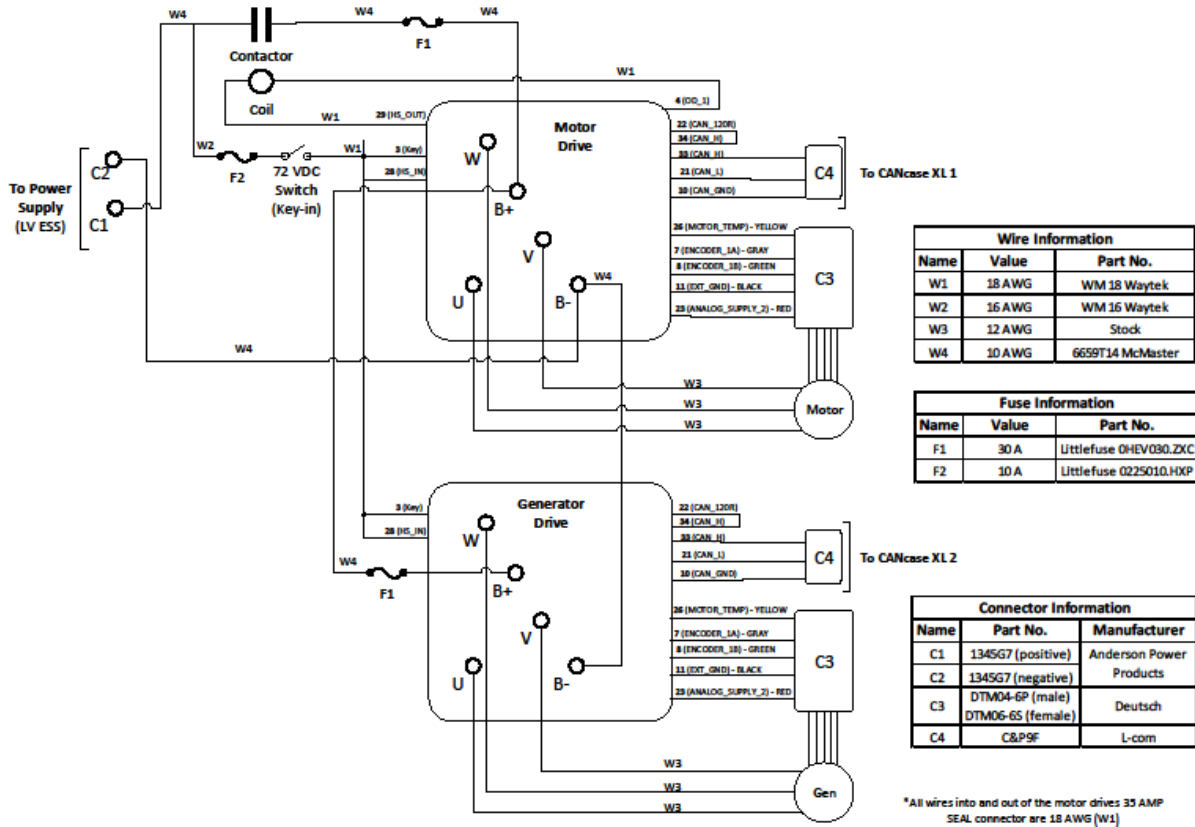 W4
W4
W4
F1
Contactor
Coil
W1
W1
29 (HS_OUT)
4 (OD_1)
Motor
Drive
W2
F2
72 VDC
Switch
(Key-in)
W1
3 (Key)
28 (HS_IN)
To Power
Supply
(LV ESS)
C2
C1
W
B+
V
U
B-
W4
W4
22 (CAN_120R)
34 (CAN_H)
33 (CAN_H)
21 (CAN_L)
10 (CAN_GND)
C4
To CANcase XL 1
26 (MOTOR_TEMP) - YELLOW
7 (ENCODER_1A) - GRAY
8 (ENCODER_1B) - GREEN
11 (EXT_GND) - BLACK
23 (ANALOG_SUPPLY_2) - RED
C3
W3
W3
W3
Motor
Wire Information
Name Value Part No.
W1 18 AWG WM 18 Waytek
W2 16 AWG WM 16 Waytek
W3 12 AWG Stock
W4 10 AWG 6659T14 McMaster
Fuse Information
Name Value Part No.
F1 30 A Littlefuse 0HEV030.ZXC
F2 10 A Littlefuse 0225010.HXP
Generator
Drive
3 (Key)
28 (HS_IN)
W4
F1
W
B+
V
U
B-
22 (CAN_120R)
34 (CAN_H)
33 (CAN_H)
21 (CAN_L)
10 (CAN_GND)
C4
To CANcase XL 2
26 (MOTOR_TEMP) - YELLOW
7 (ENCODER_1A) - GRAY
8 (ENCODER_1B) - GREEN
11 (EXT_GND) - BLACK
23 (ANALOG_SUPPLY_2) - RED
C3
W3
W3
W3
Gen
Connector Information
Name Part No. Manufacturer
C1 1345G7 (positive) Anderson Power
C2 1345G7 (negative) Products
C3 DTM04-6P (male) Deutsch
DTM06-6S (female)
C4 C&P9F L-com
*All wires into and out of the motor drives 35 AMP
SEAL connector are 18 AWG (W1)